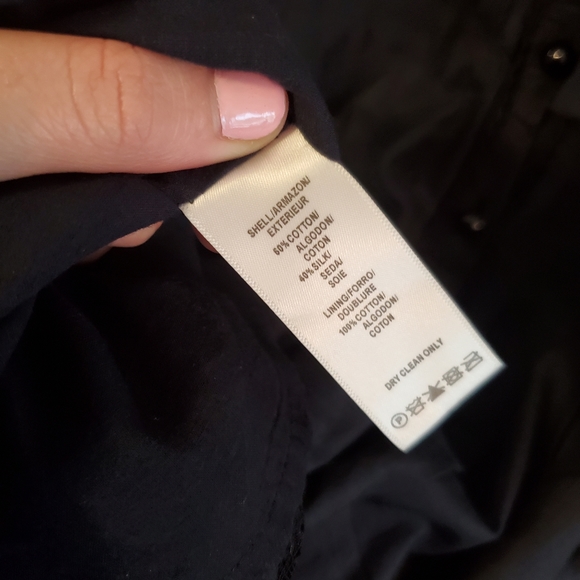 SHELL/ARMAZON/
EXTERIEUR
60% COTTON/
ALGODON/
COTON
40% SILK/
SEDA/
SOIE
LINING/FORRO/
DOUBLURE
100% COTTON/
ALGODON/
COTON
DRY CLEAN ONLY
P